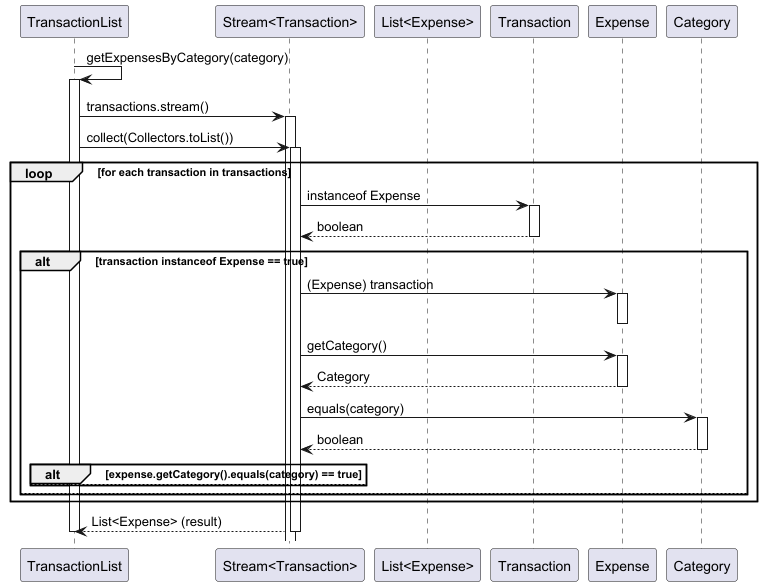 TransactionList Stream<Transaction> List<Expense> Transaction Expense Category
getExpensesByCategory(category)
transactions.stream()
collect(Collectors.toList())
loop [for each transaction in transactions]
instanceof Expense
boolean
alt [transaction instanceof Expense == true]
(Expense) transaction
getCategory()
Category
equals(category)
boolean
alt [expense.getCategory().equals(category) == true]
List<Expense> (result)
TransactionList Stream<Transaction> List<Expense> Transaction Expense Category